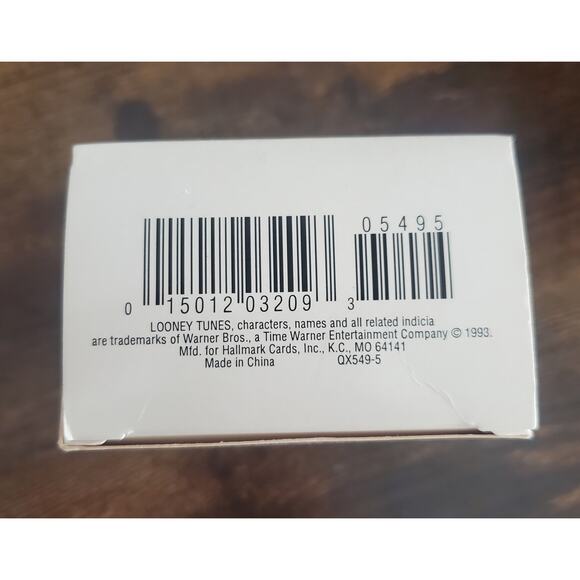 05495
0 15012 03209 3
LOONEY TUNES, characters, names and all related indicia
are trademarks of Warner Bros., a Time Warner Entertainment Company © 1993.
Mfd. for Hallmark Cards, Inc., K.C., MO 64141
Made in China QX549-5